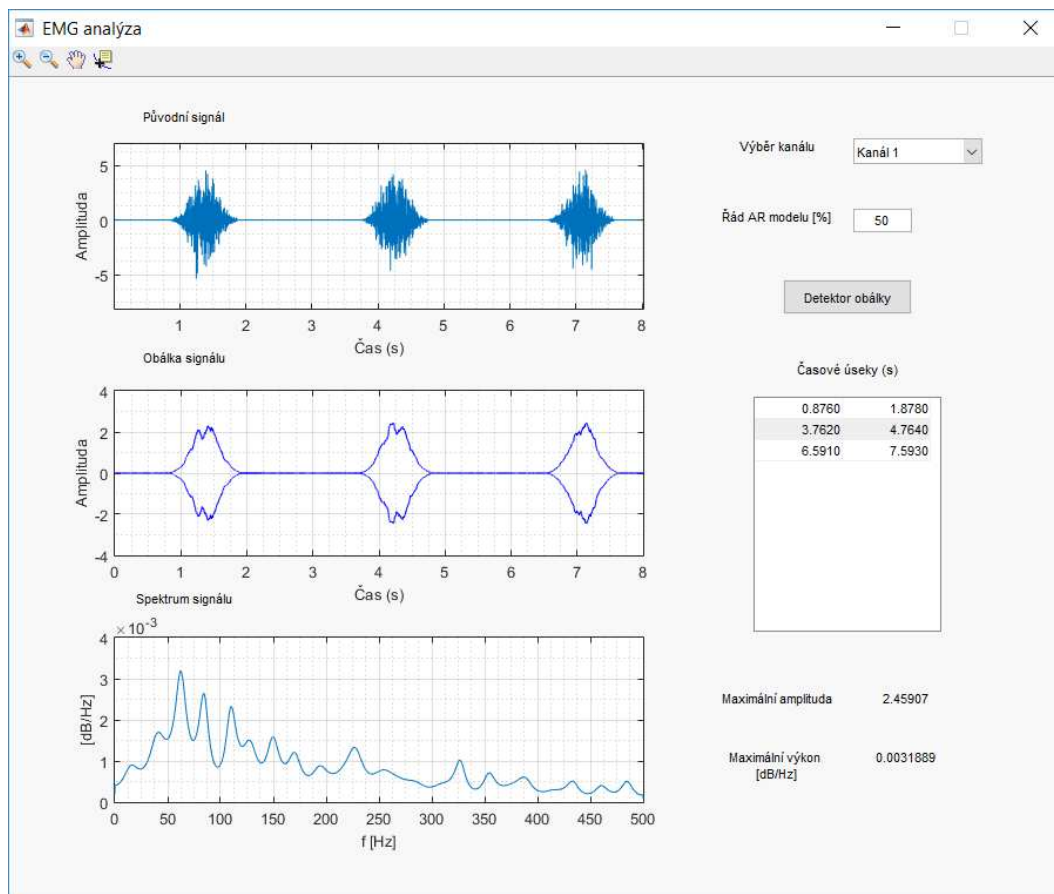 EMG analýza
Původní signál
5
0
-5
Amplituda
1 2 3 4 5 6 7 8
Čas (s)
Obálka signálu
4
2
0
-2
-4
Amplituda
0 1 2 3 4 5 6 7 8
Čas (s)
Spektrum signálu
×10-3
4
3
2
1
0
[dB/Hz]
0 50 100 150 200 250 300 350 400 450 500
f [Hz]
Výběr kanálu Kanál 1
Řád AR modelu [%] 50
Detektor obálky
Časové úseky (s)
0.8760 1.8780
3.7620 4.7640
6.5910 7.5930
Maximální amplituda 2.45907
Maximální výkon 0.0031889
[dB/Hz]